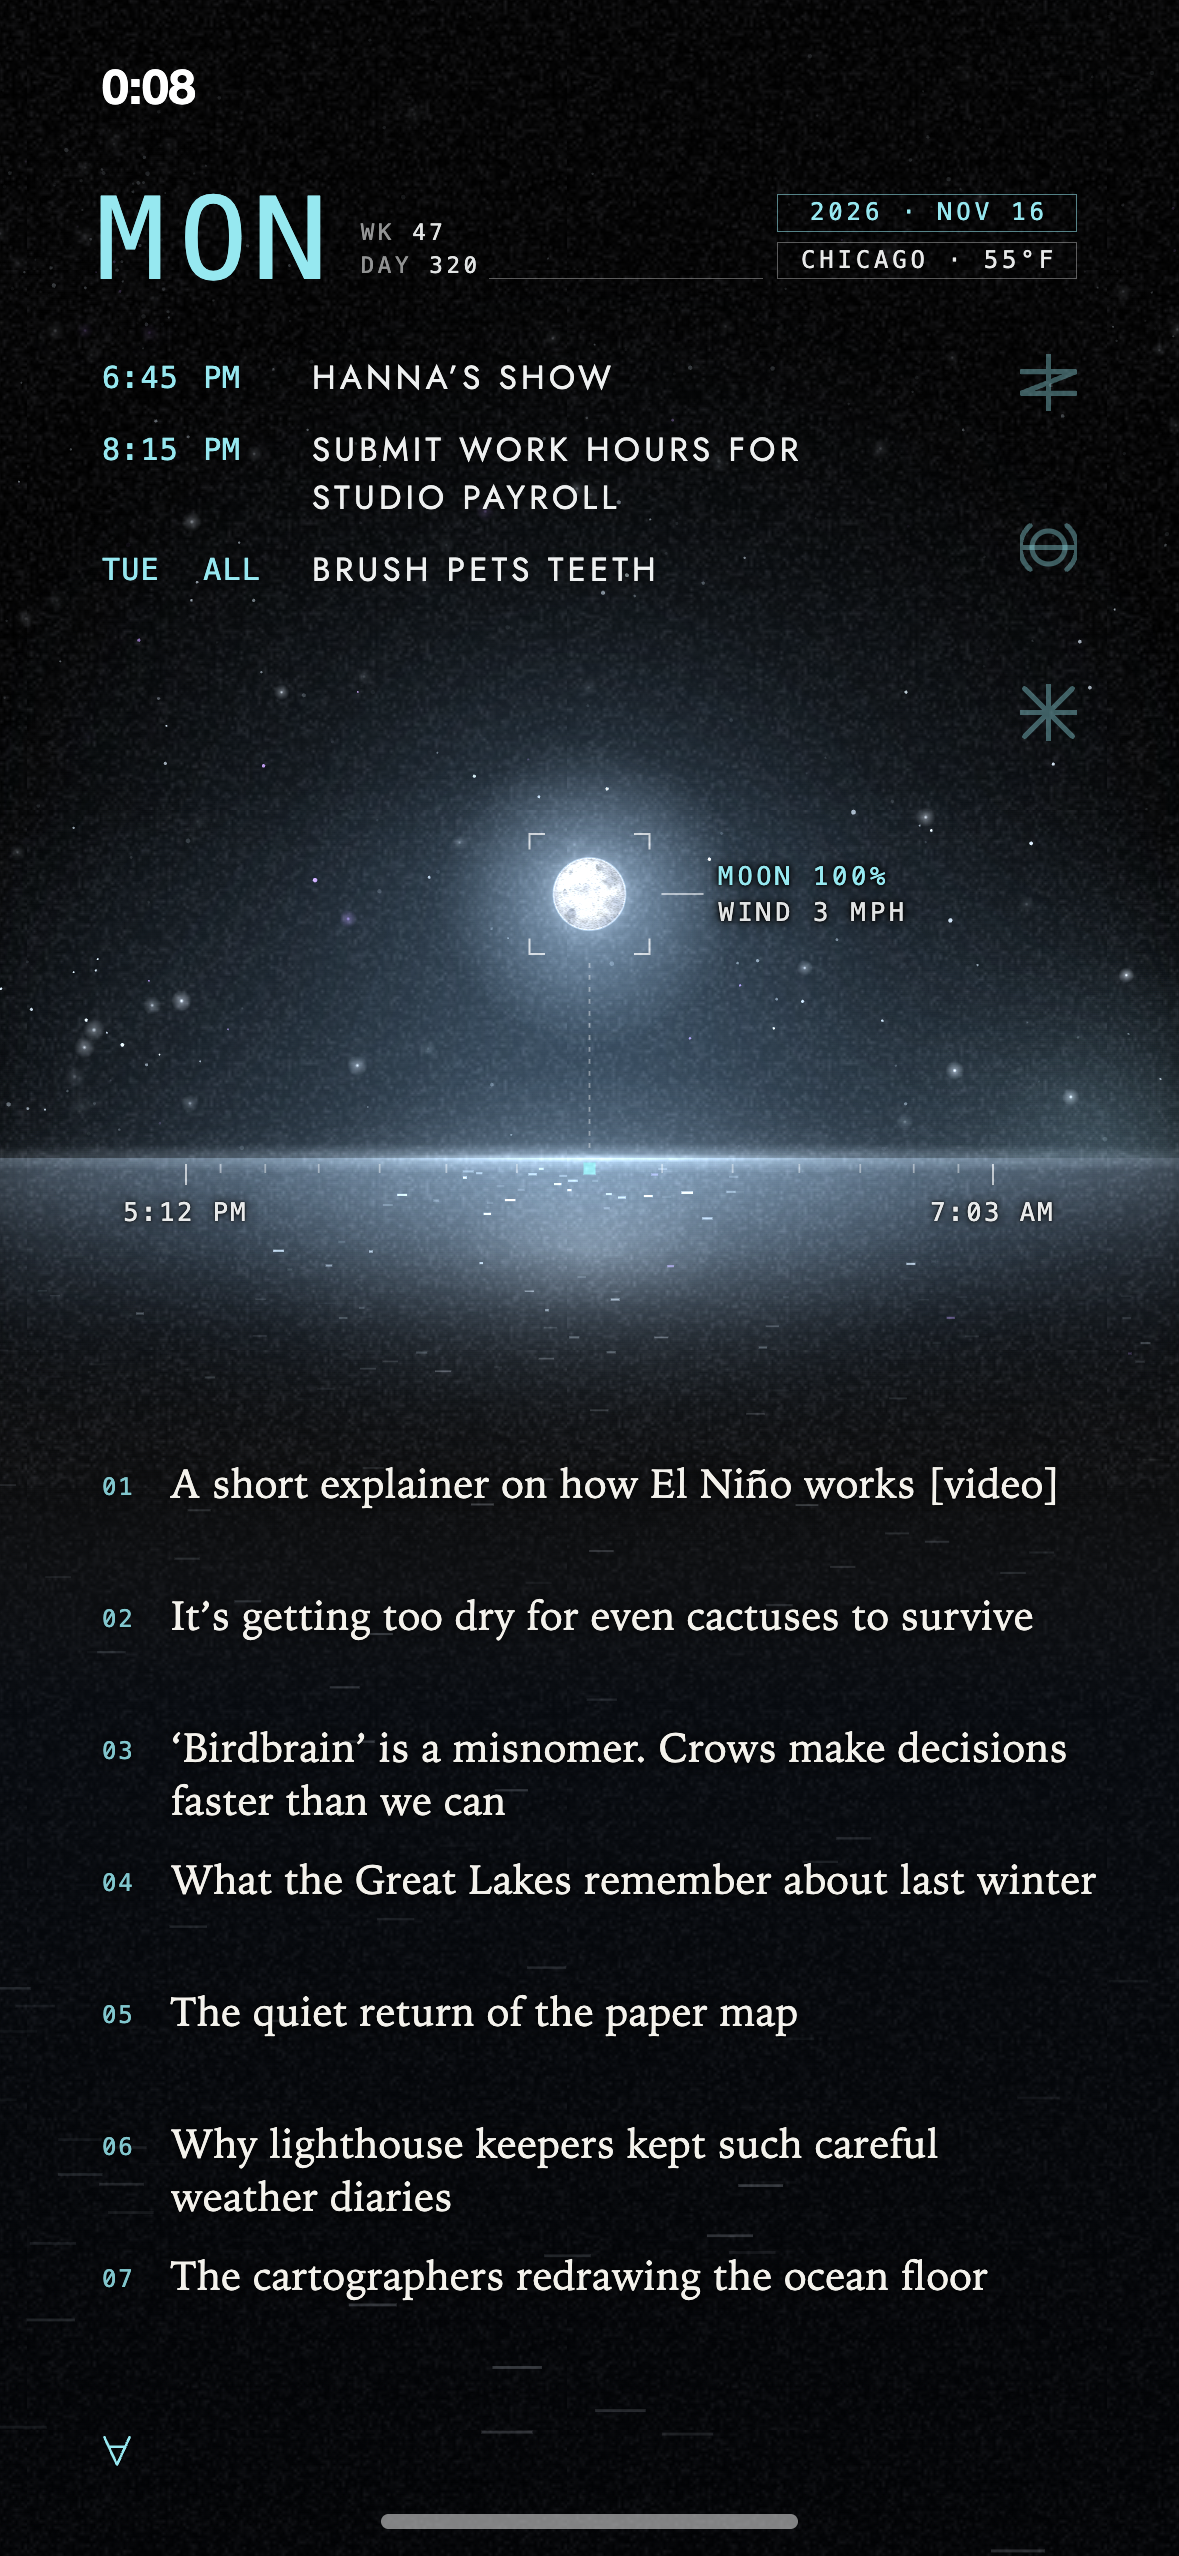 0:08
MON
WK 47
DAY 320
2026 · NOV 16
CHICAGO · 55°F
6:45 PM HANNA’S SHOW
8:15 PM SUBMIT WORK HOURS FOR
STUDIO PAYROLL
TUE ALL BRUSH PETS TEETH
MOON 100%
WIND 3 MPH
5:12 PM
7:03 AM
01 A short explainer on how El Niño works [video]
02 It’s getting too dry for even cactuses to survive
03 ‘Birdbrain’ is a misnomer. Crows make decisions
faster than we can
04 What the Great Lakes remember about last winter
05 The quiet return of the paper map
06 Why lighthouse keepers kept such careful
weather diaries
07 The cartographers redrawing the ocean floor